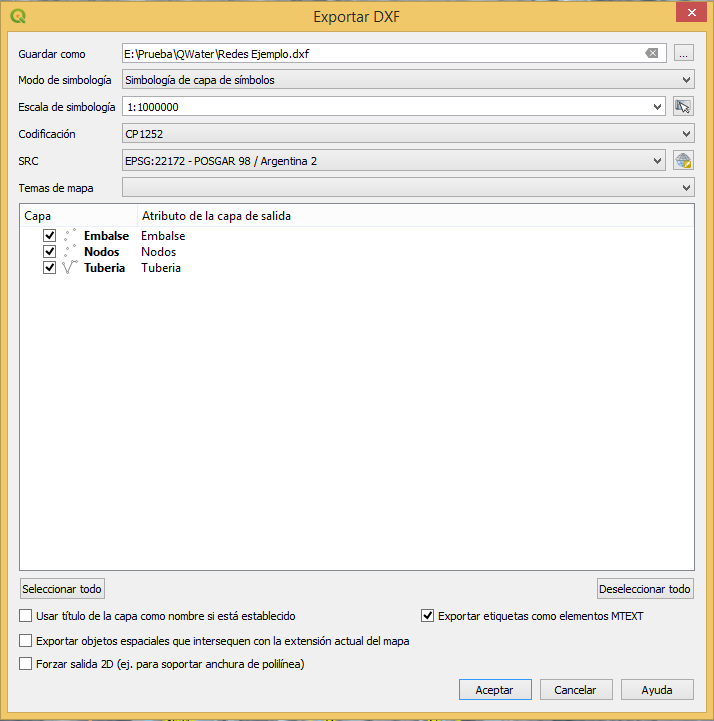 Exportar DXF
Guardar como E:\Prueba\QWater\Redes Ejemplo.dxf ...
Modo de simbología Simbología de capa de símbolos
Escala de simbología 1:1000000
Codificación CP1252
SRC EPSG:22172 - POSGAR 98 / Argentina 2
Temas de mapa
Capa Atributo de la capa de salida
Embalse Embalse
Nodos Nodos
Tuberia Tuberia
Seleccionar todo Deseleccionar todo
Usar título de la capa como nombre si está establecido Exportar etiquetas como elementos MTEXT
Exportar objetos espaciales que intersequen con la extensión actual del mapa
Forzar salida 2D (ej. para soportar anchura de polilínea)
Aceptar Cancelar Ayuda